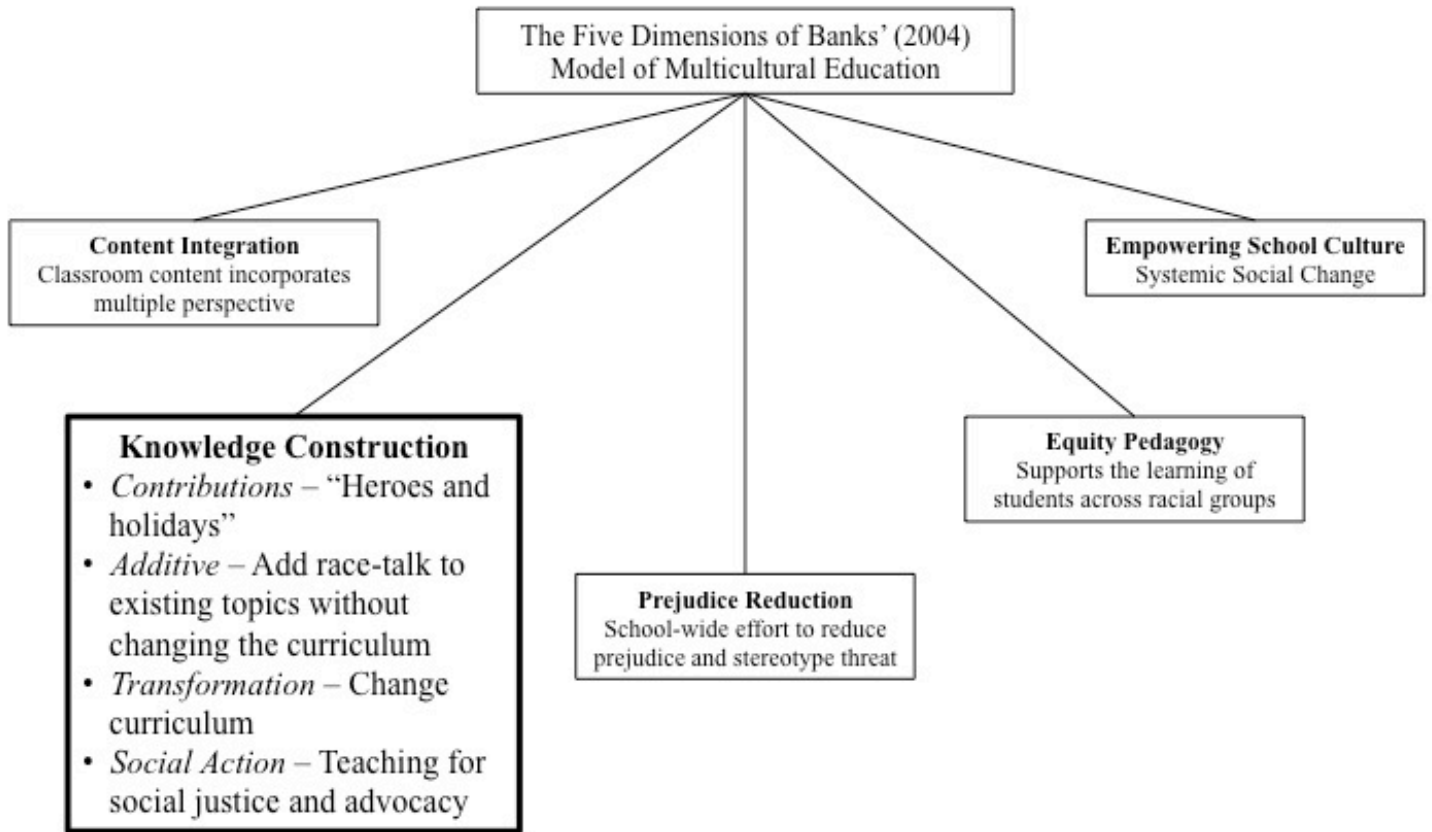 The Five Dimensions of Banks’ (2004)
Model of Multicultural Education
Content Integration
Classroom content incorporates
multiple perspective
Empowering School Culture
Systemic Social Change
Knowledge Construction
• Contributions – “Heroes and
holidays”
• Additive – Add race-talk to
existing topics without
changing the curriculum
• Transformation – Change
curriculum
• Social Action – Teaching for
social justice and advocacy
Equity Pedagogy
Supports the learning of
students across racial groups
Prejudice Reduction
School-wide effort to reduce
prejudice and stereotype threat